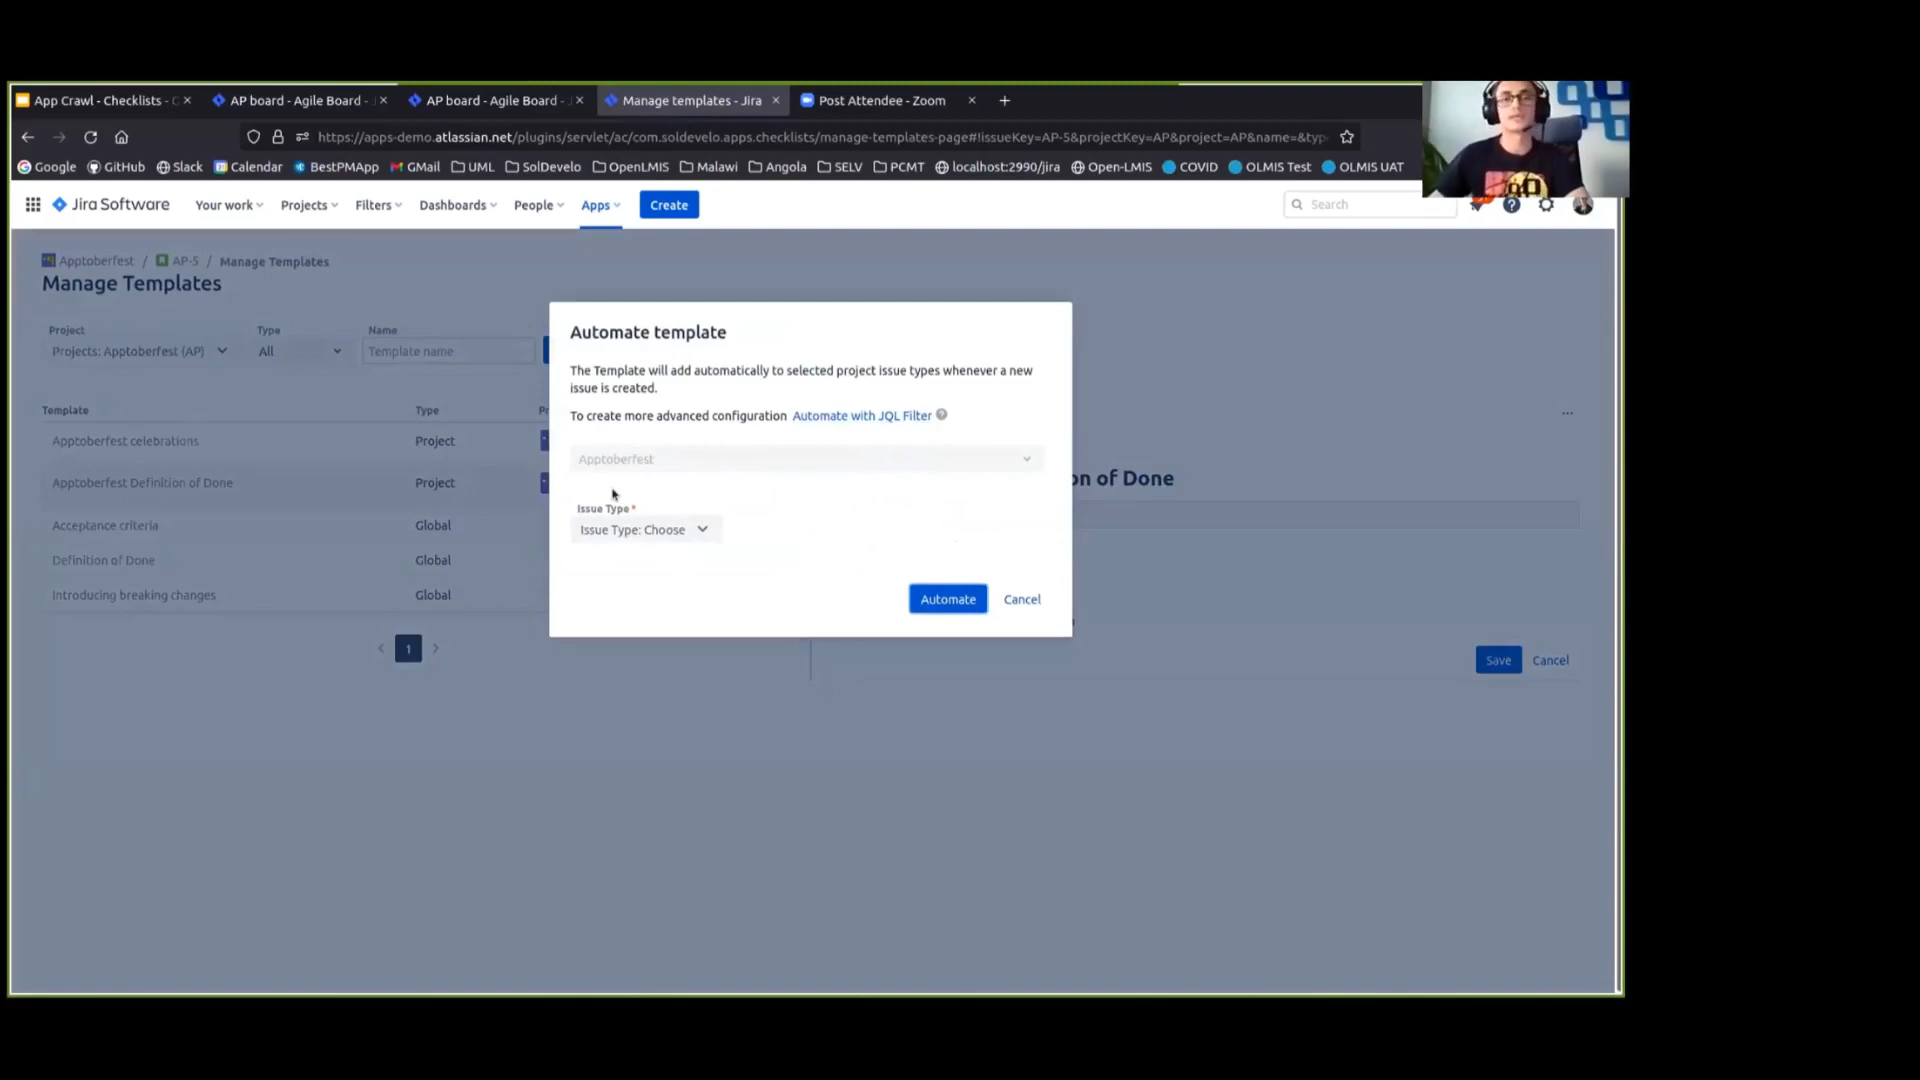 App Crawl - Checklists -
AP board - Agile Board -
AP board - Agile Board -
Manage templates - Jira
Post Attendee - Zoom
https://apps-demo.atlassian.net/plugins/servlet/ac/com.soldevelo.apps.checklists/manage-templates-page#!issueKey=AP-5&projectKey=AP&project=AP&name=&typ
Google GitHub Slack Calendar BestPMApp GMail UML SolDevelo OpenLMIS Malawi Angola SELV PCMT localhost:2990/jira Open-LMIS COVID OLMIS Test OLMIS UAT
Jira Software Your work Projects Filters Dashboards People Apps Create Search
Apptoberfest / AP-5 / Manage Templates
Manage Templates
Project Type Name
Projects: Apptoberfest (AP) All Template name
Template Type
Apptoberfest celebrations Project
Apptoberfest Definition of Done Project
Acceptance criteria Global
Definition of Done Global
Introducing breaking changes Global
1
Automate template
The Template will add automatically to selected project issue types whenever a new
issue is created.
To create more advanced configuration Automate with JQL Filter
Apptoberfest
Issue Type *
Issue Type: Choose
Automate Cancel
on of Done
Save Cancel